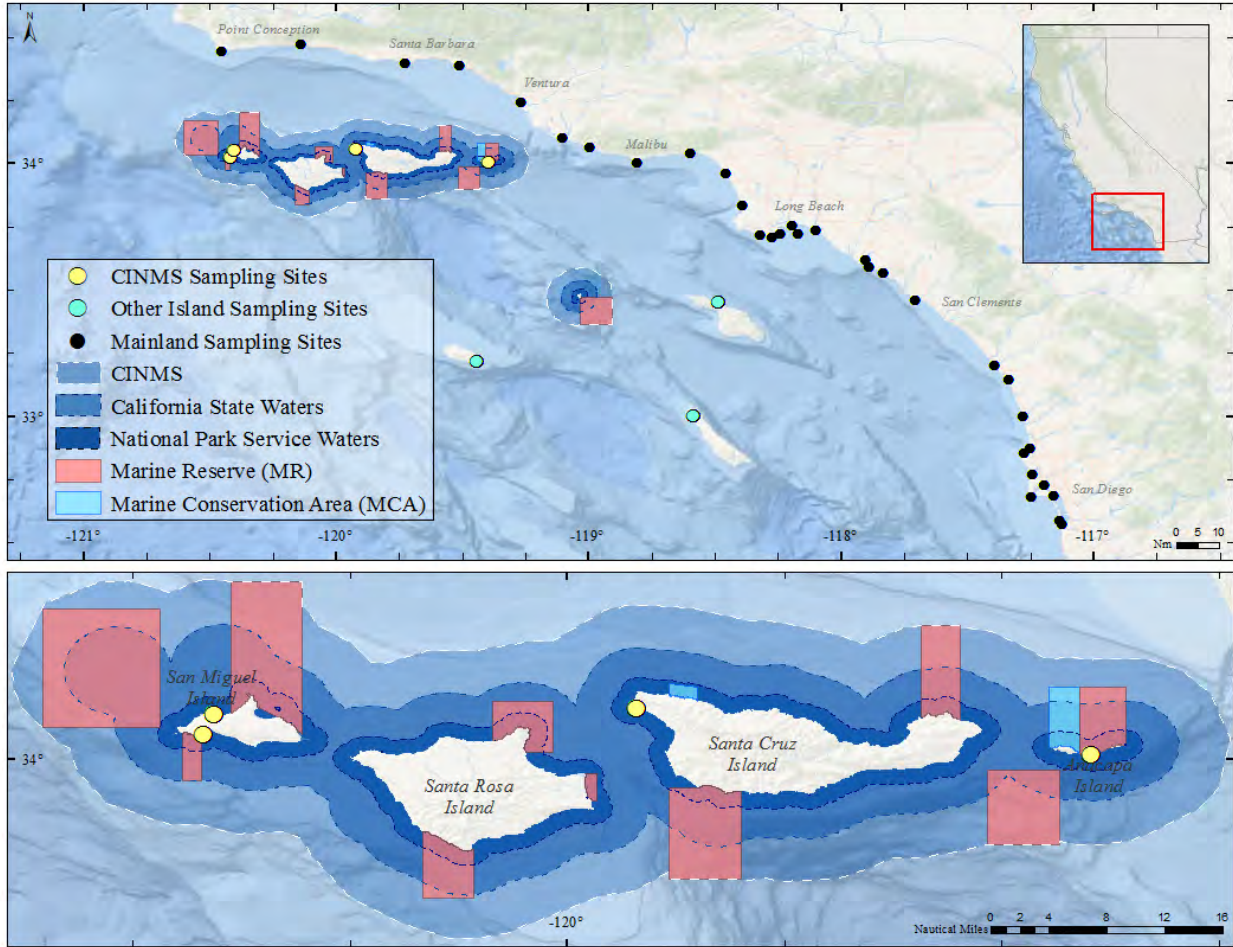 N
Point Conception
Santa Barbara
Ventura
34°
Malibu
Long Beach
CINMS Sampling Sites
Other Island Sampling Sites
Mainland Sampling Sites
CINMS
California State Waters
National Park Service Waters
Marine Reserve (MR)
Marine Conservation Area (MCA)
San Clemente
33°
San Diego
-121°
-120°
-119°
-118°
-117°
0 5 10
Nm
San Miguel
Island
34°
Santa Rosa
Island
Santa Cruz
Island
Anacapa
Island
-120°
0 2 4 8 12 16
Nautical Miles